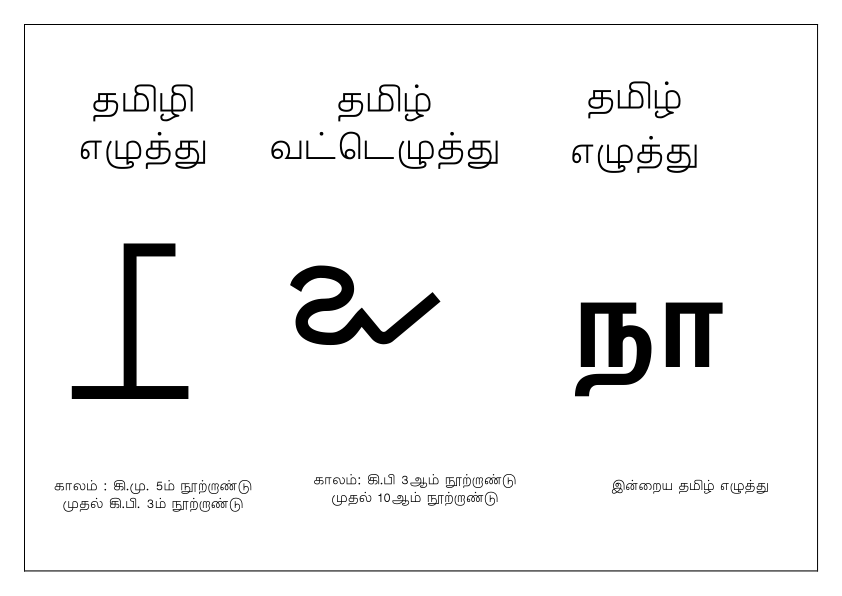 தமிழி
எழுத்து
தமிழ்
வட்டெழுத்து
தமிழ்
எழுத்து
நா
காலம் : கி.மு. 5ம் நூற்றாண்டு
முதல் கி.பி. 3ம் நூற்றாண்டு
காலம்: கி.பி 3ஆம் நூற்றாண்டு
முதல் 10ஆம் நூற்றாண்டு
இன்றைய தமிழ் எழுத்து